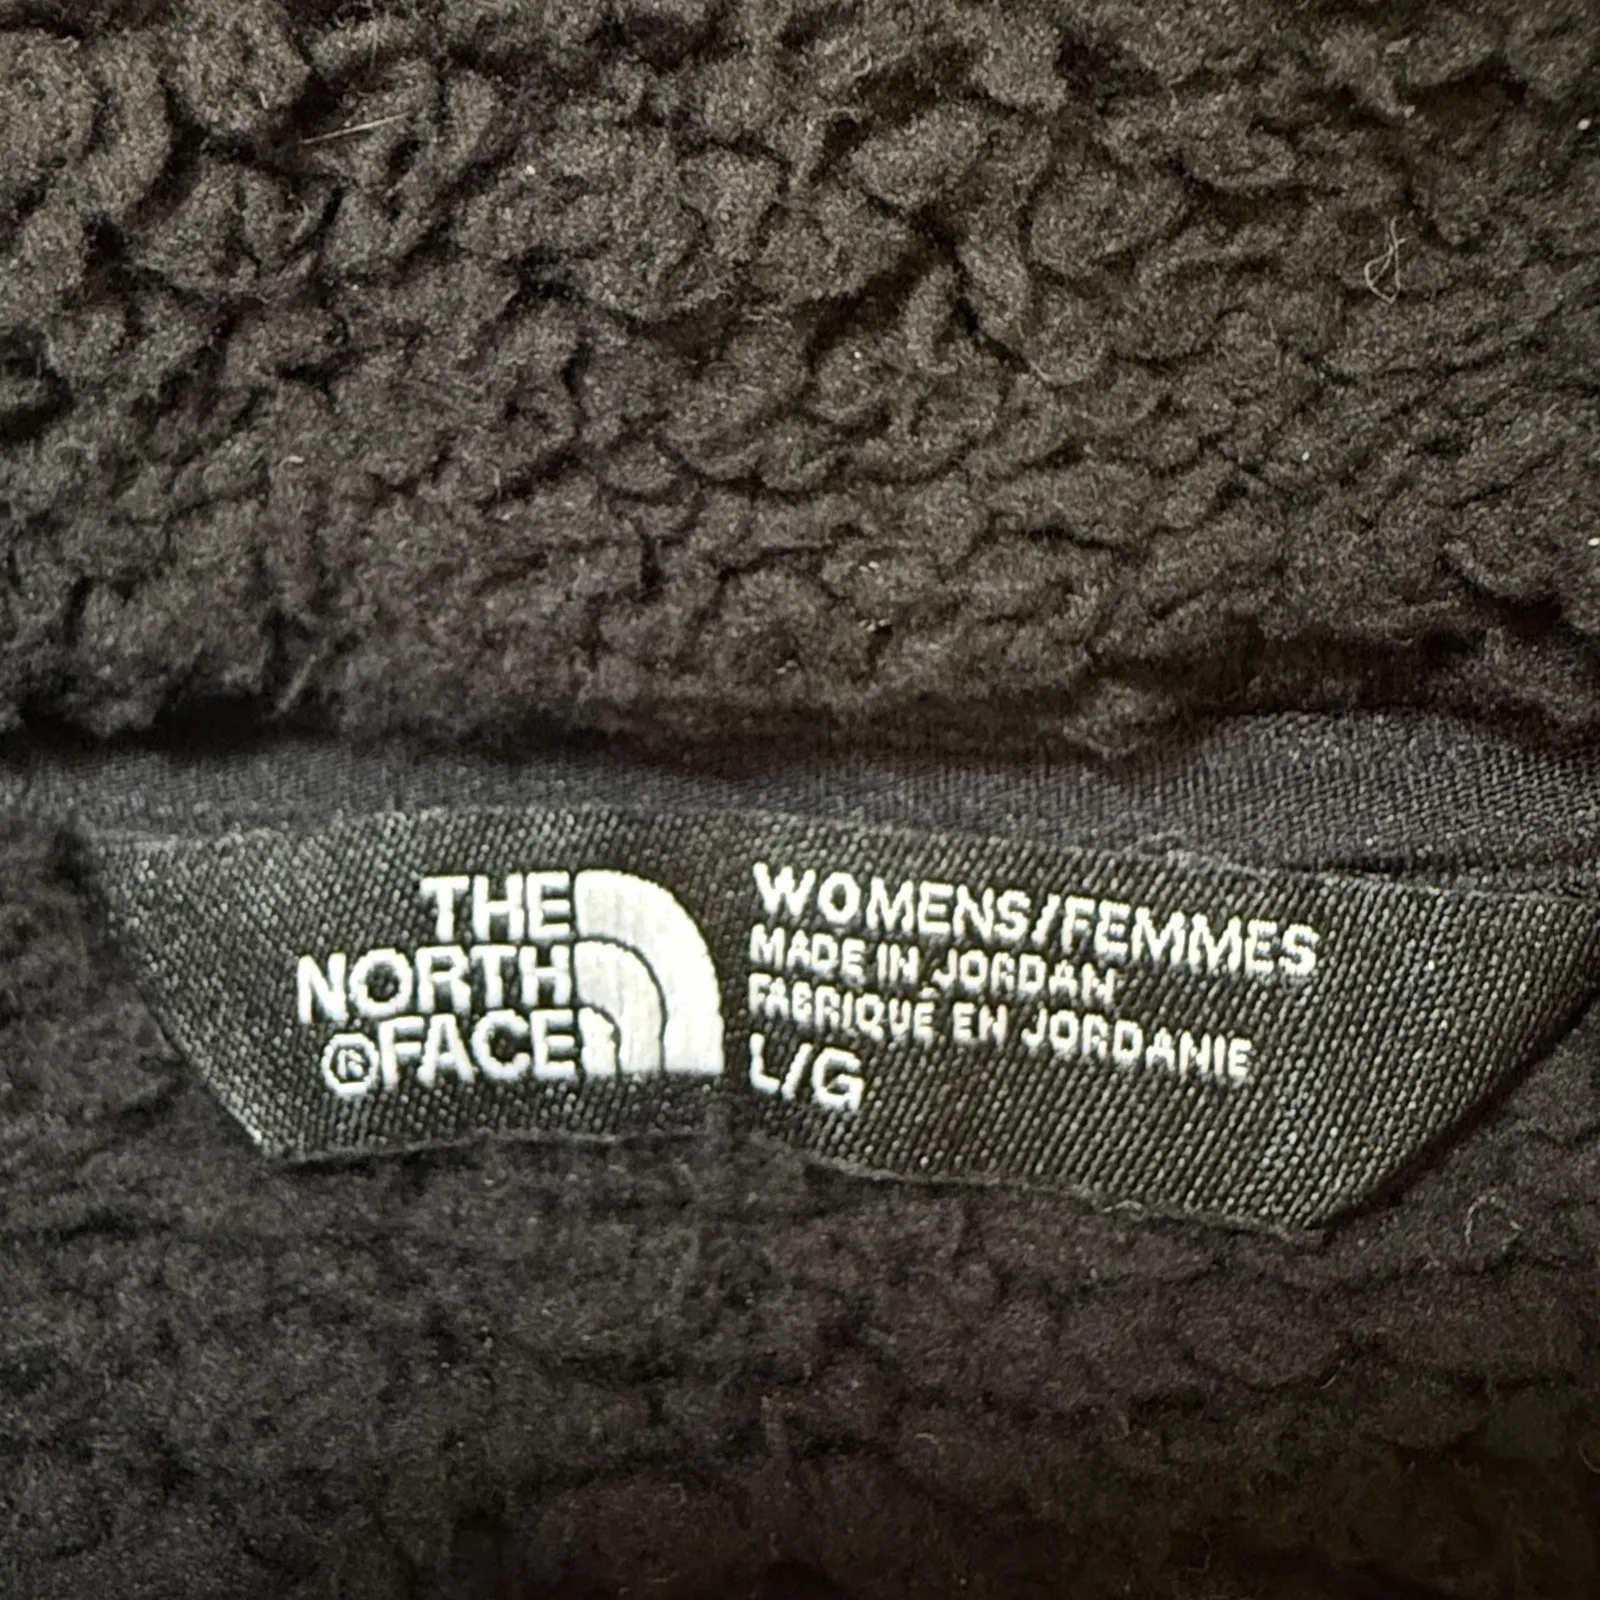 THE
NORTH
®FACE
WOMENS/FEMMES
MADE IN JORDAN
FABRIQUÉ EN JORDANIE
L/G